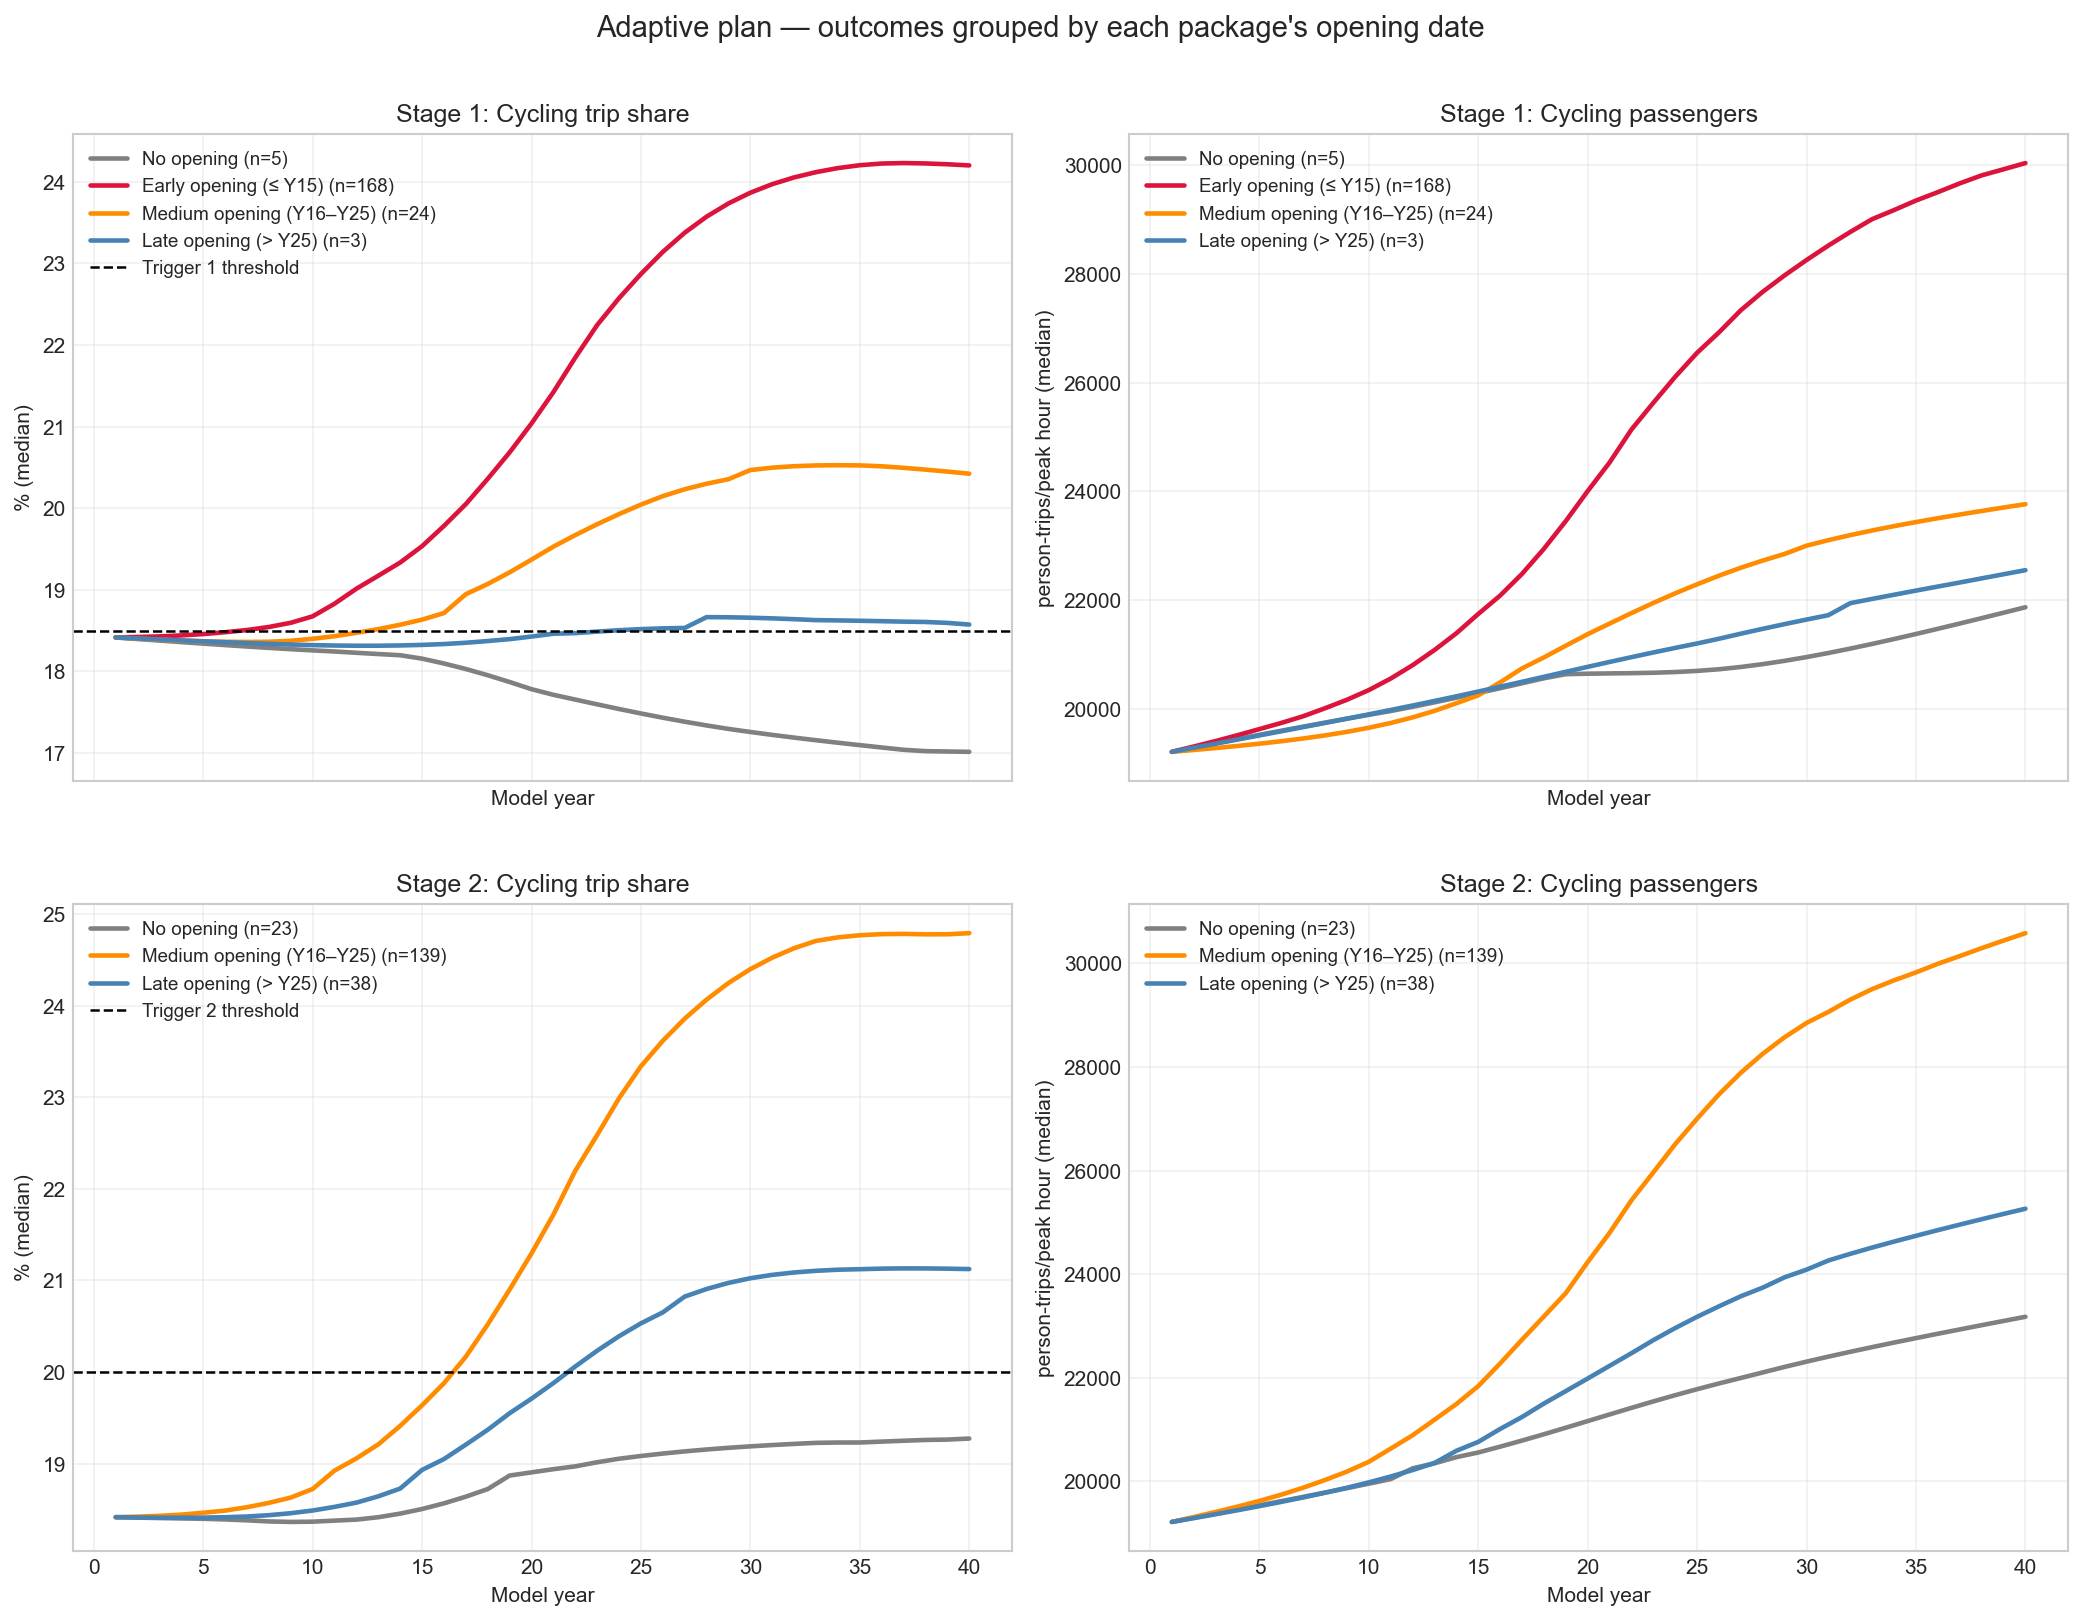 Adaptive plan — outcomes grouped by each package's opening date
Stage 1: Cycling trip share
No opening (n=5)
Early opening (≤ Y15) (n=168)
Medium opening (Y16–Y25) (n=24)
Late opening (> Y25) (n=3)
Trigger 1 threshold
% (median)
24
23
22
21
20
19
18
17
Model year
Stage 1: Cycling passengers
No opening (n=5)
Early opening (≤ Y15) (n=168)
Medium opening (Y16–Y25) (n=24)
Late opening (> Y25) (n=3)
person-trips/peak hour (median)
30000
28000
26000
24000
22000
20000
Model year
Stage 2: Cycling trip share
No opening (n=23)
Medium opening (Y16–Y25) (n=139)
Late opening (> Y25) (n=38)
Trigger 2 threshold
% (median)
25
24
23
22
21
20
19
0 5 10 15 20 25 30 35 40
Model year
Stage 2: Cycling passengers
No opening (n=23)
Medium opening (Y16–Y25) (n=139)
Late opening (> Y25) (n=38)
person-trips/peak hour (median)
30000
28000
26000
24000
22000
20000
0 5 10 15 20 25 30 35 40
Model year